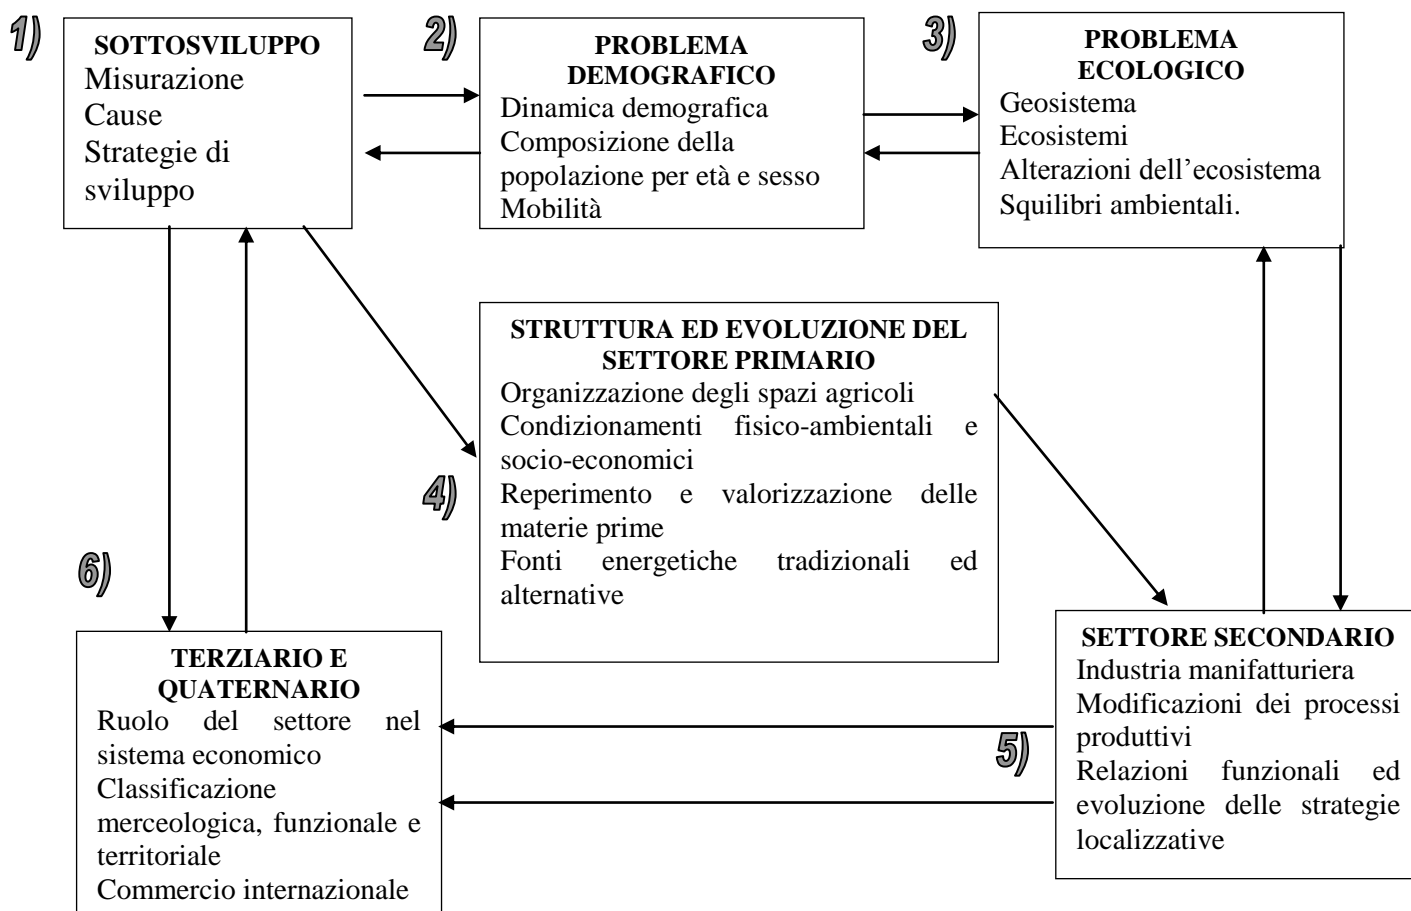 1)
SOTTOSVILUPPO
Misurazione
Cause
Strategie di
sviluppo
2)
PROBLEMA
DEMOGRAFICO
Dinamica demografica
Composizione della
popolazione per età e sesso
Mobilità
3)
PROBLEMA
ECOLOGICO
Geosistema
Ecosistemi
Alterazioni dell’ecosistema
Squilibri ambientali.
4)
STRUTTURA ED EVOLUZIONE DEL
SETTORE PRIMARIO
Organizzazione degli spazi agricoli
Condizionamenti fisico-ambientali e
socio-economici
Reperimento e valorizzazione delle
materie prime
Fonti energetiche tradizionali ed
alternative
5)
SETTORE SECONDARIO
Industria manifatturiera
Modificazioni dei processi
produttivi
Relazioni funzionali ed
evoluzione delle strategie
localizzative
6)
TERZIARIO E
QUATERNARIO
Ruolo del settore nel
sistema economico
Classificazione
merceologica, funzionale e
territoriale
Commercio internazionale